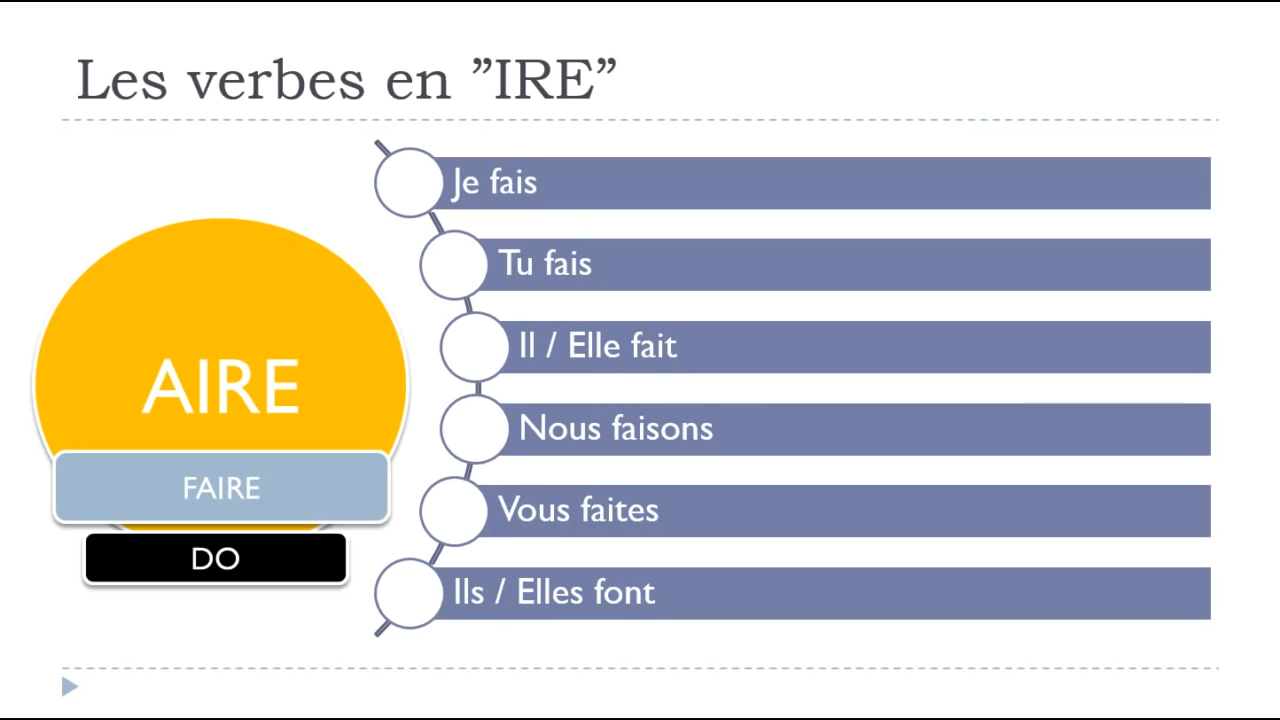 Les verbes en ”IRE”
AIRE
FAIRE
DO
Je fais
Tu fais
Il / Elle fait
Nous faisons
Vous faites
Ils / Elles font